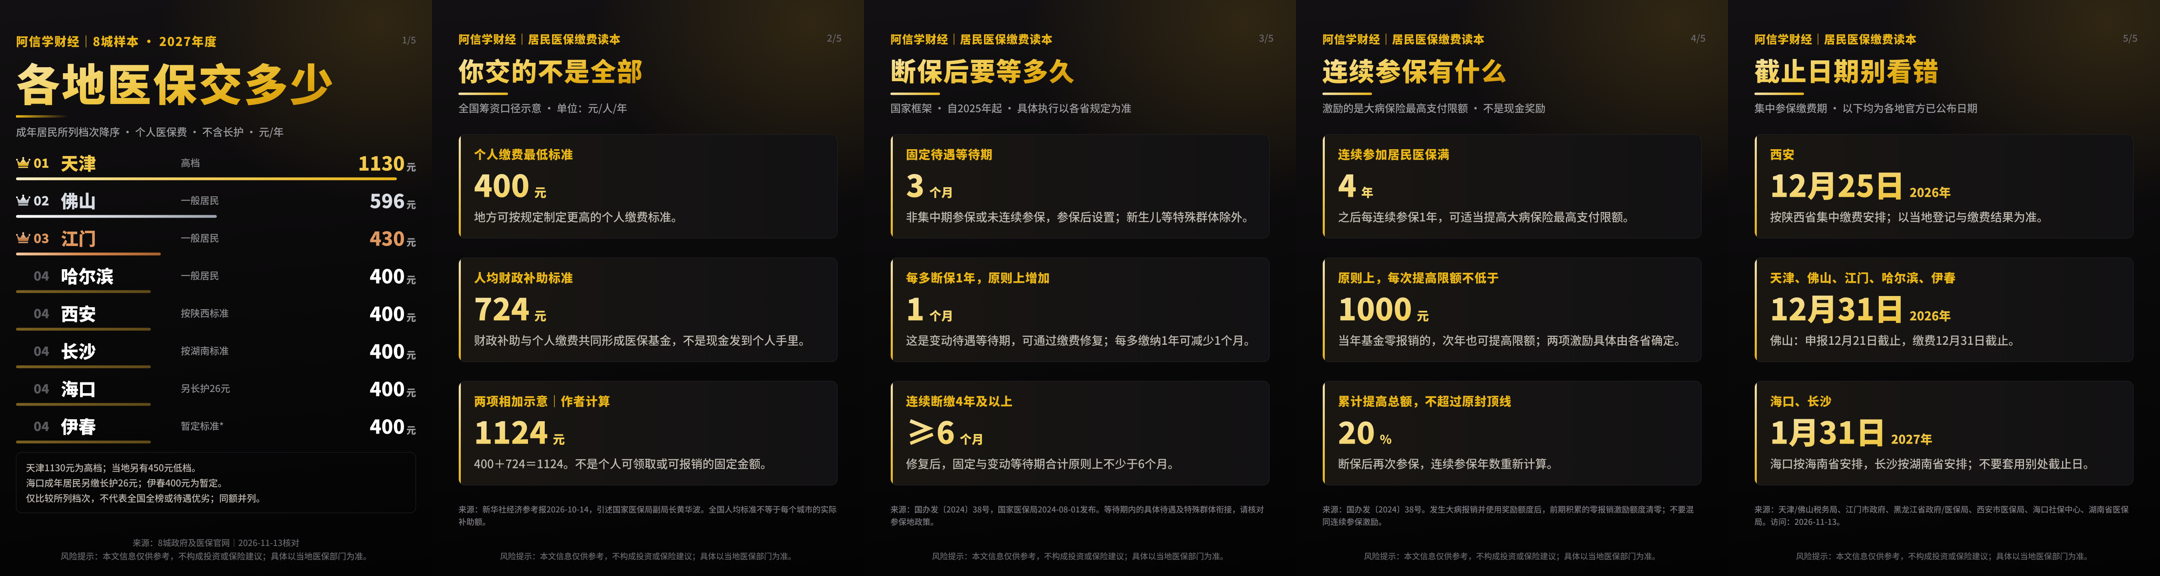 阿信学财经｜8城样本 · 2027年度
1/5
各地医保交多少
成年居民所列档次降序 · 个人医保费 · 不含长护 · 元/年
01 天津 高档 1130元
02 佛山 一般居民 596元
03 江门 一般居民 430元
04 哈尔滨 一般居民 400元
04 西安 按陕西标准 400元
04 长沙 按湖南标准 400元
04 海口 另长护26元 400元
04 伊春 暂定标准* 400元
天津1130元为高档；当地另有450元低档。
海口成年居民另缴长护26元；伊春400元为暂定。
仅比较所列档次，不代表全国全榜或待遇优劣；同额并列。
来源：8城政府及医保官网｜2026-11-13核对
风险提示：本文信息仅供参考，不构成投资或保险建议；具体以当地医保部门为准。
阿信学财经｜居民医保缴费读本
2/5
你交的不是全部
全国筹资口径示意 · 单位：元/人/年
个人缴费最低标准
400 元
地方可按规定制定更高的个人缴费标准。
人均财政补助标准
724 元
财政补助与个人缴费共同形成医保基金，不是现金发到个人手里。
两项相加示意｜作者计算
1124 元
400＋724＝1124。不是个人可领取或可报销的固定金额。
来源：新华社经济参考报2026-10-14，引述国家医保局副局长黄华波。全国人均标准不等于每个城市的实际
补助额。
风险提示：本文信息仅供参考，不构成投资或保险建议；具体以当地医保部门为准。
阿信学财经｜居民医保缴费读本
3/5
断保后要等多久
国家框架 · 自2025年起 · 具体执行以各省规定为准
固定待遇等待期
3 个月
非集中期参保或未连续参保，参保后设置；新生儿等特殊群体除外。
每多断保1年，原则上增加
1 个月
这是变动待遇等待期，可通过缴费修复；每多缴纳1年可减少1个月。
连续断缴4年及以上
⩾6 个月
修复后，固定与变动等待期合计原则上不少于6个月。
来源：国办发〔2024〕38号，国家医保局2024-08-01发布。等待期内的具体待遇及特殊群体衔接，请核对
参保地政策。
风险提示：本文信息仅供参考，不构成投资或保险建议；具体以当地医保部门为准。
阿信学财经｜居民医保缴费读本
4/5
连续参保有什么
激励的是大病保险最高支付限额 · 不是现金奖励
连续参加居民医保满
4 年
之后每连续参保1年，可适当提高大病保险最高支付限额。
原则上，每次提高限额不低于
1000 元
当年基金零报销的，次年也可提高限额；两项激励具体由各省确定。
累计提高总额，不超过原封顶线
20 %
断保后再次参保，连续参保年数重新计算。
来源：国办发〔2024〕38号。发生大病报销并使用奖励额度后，前期积累的零报销激励额度清零；不要混
同连续参保激励。
风险提示：本文信息仅供参考，不构成投资或保险建议；具体以当地医保部门为准。
阿信学财经｜居民医保缴费读本
5/5
截止日期别看错
集中参保缴费期 · 以下均为各地官方已公布日期
西安
12月25日 2026年
按陕西省集中缴费安排；以当地登记与缴费结果为准。
天津、佛山、江门、哈尔滨、伊春
12月31日 2026年
佛山：申报12月21日截止，缴费12月31日截止。
海口、长沙
1月31日 2027年
海口按海南省安排，长沙按湖南省安排；不要套用别处截止日。
来源：天津/佛山税务局、江门市政府、黑龙江省政府/医保局、西安市医保局、海口社保中心、湖南省医保
局。访问：2026-11-13。
风险提示：本文信息仅供参考，不构成投资或保险建议；具体以当地医保部门为准。